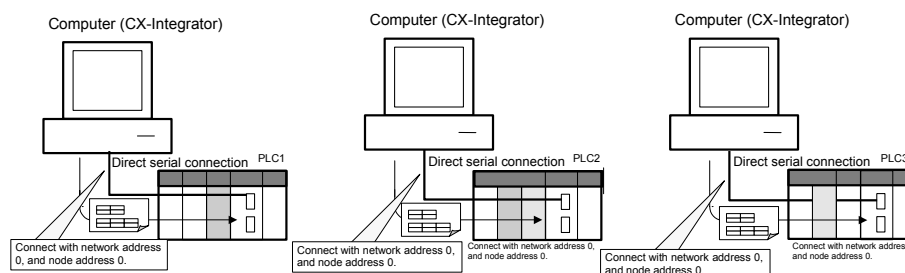 Computer (CX-Integrator)
Direct serial connection
PLC1
Connect with network address
0, and node address 0.
Computer (CX-Integrator)
Direct serial connection
PLC2
Connect with network address 0,
and node address 0.
Connect with network address 0,
and node address 0.
Computer (CX-Integrator)
Direct serial connection
PLC3
Connect with network address 0,
and node address 0.
Connect with network address
and node address 0.